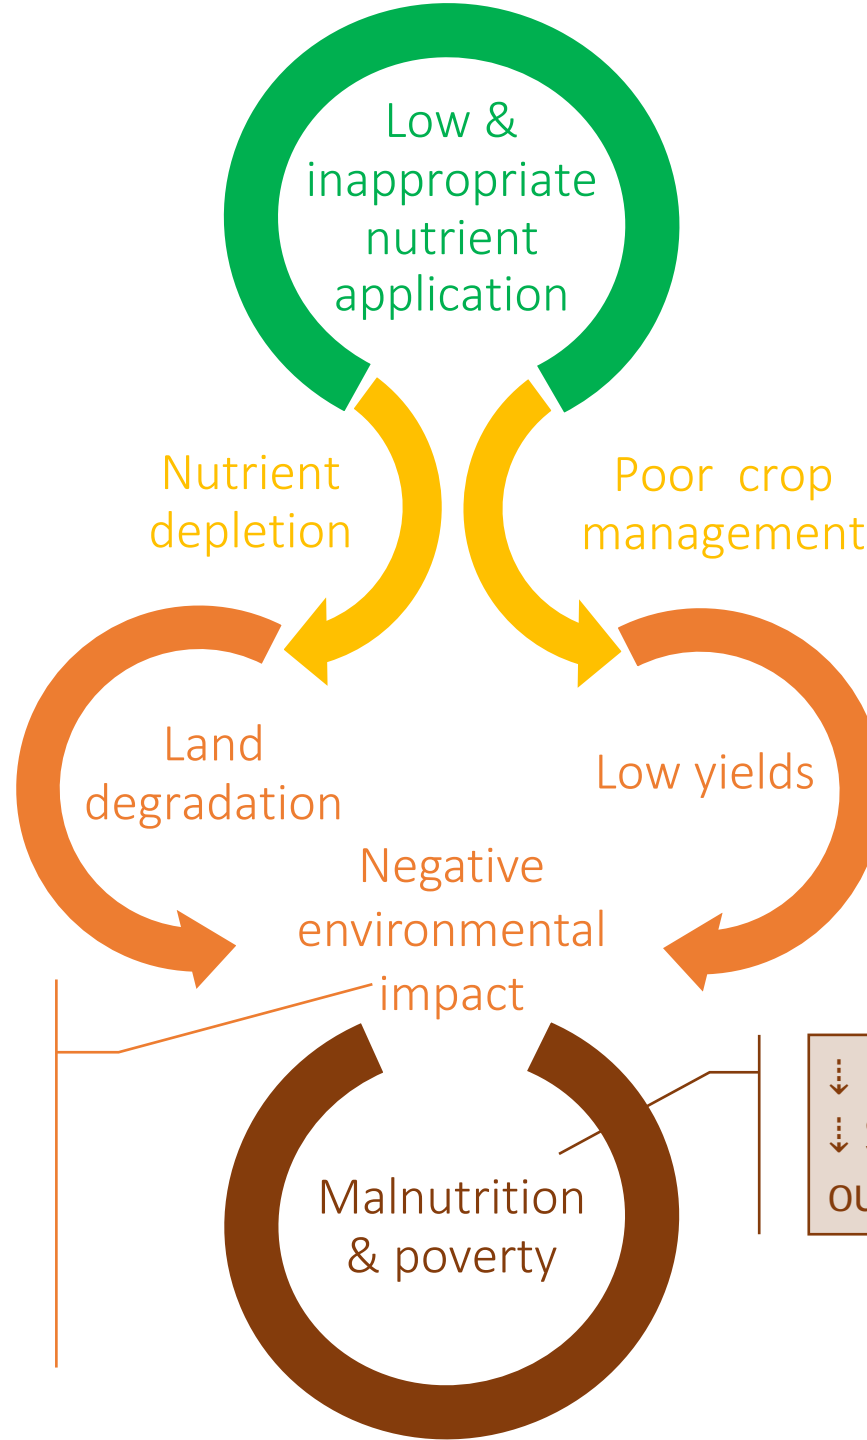 Low &
inappropriate
nutrient
application
Nutrient
depletion
Poor crop
management
Land
degradation
Low yields
Negative
environmental
impact
Malnutrition
& poverty
⇣
⇣